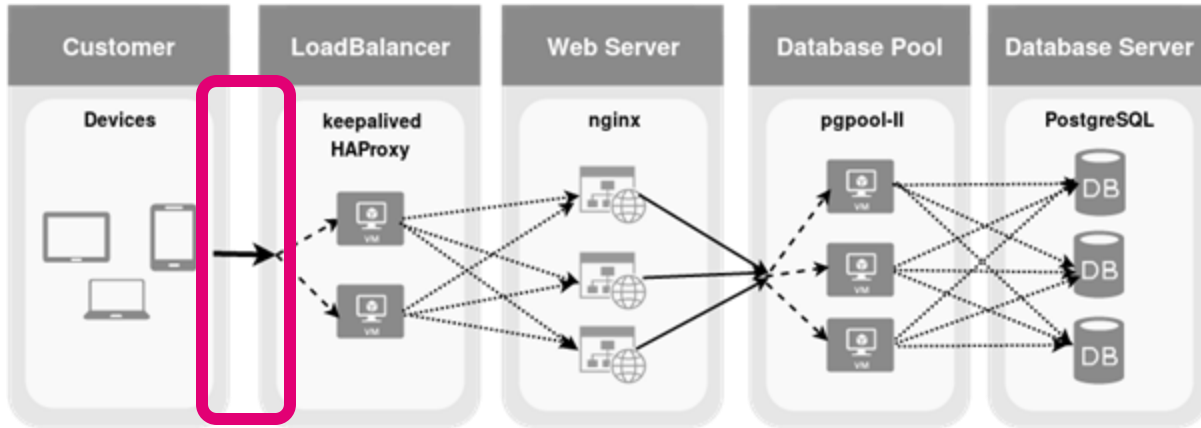 Customer
LoadBalancer
Web Server
Database Pool
Database Server
Devices
keepalived
HAProxy
nginx
pgpool-II
PostgreSQL
VM
VM
VM
VM
VM
DB
DB
DB